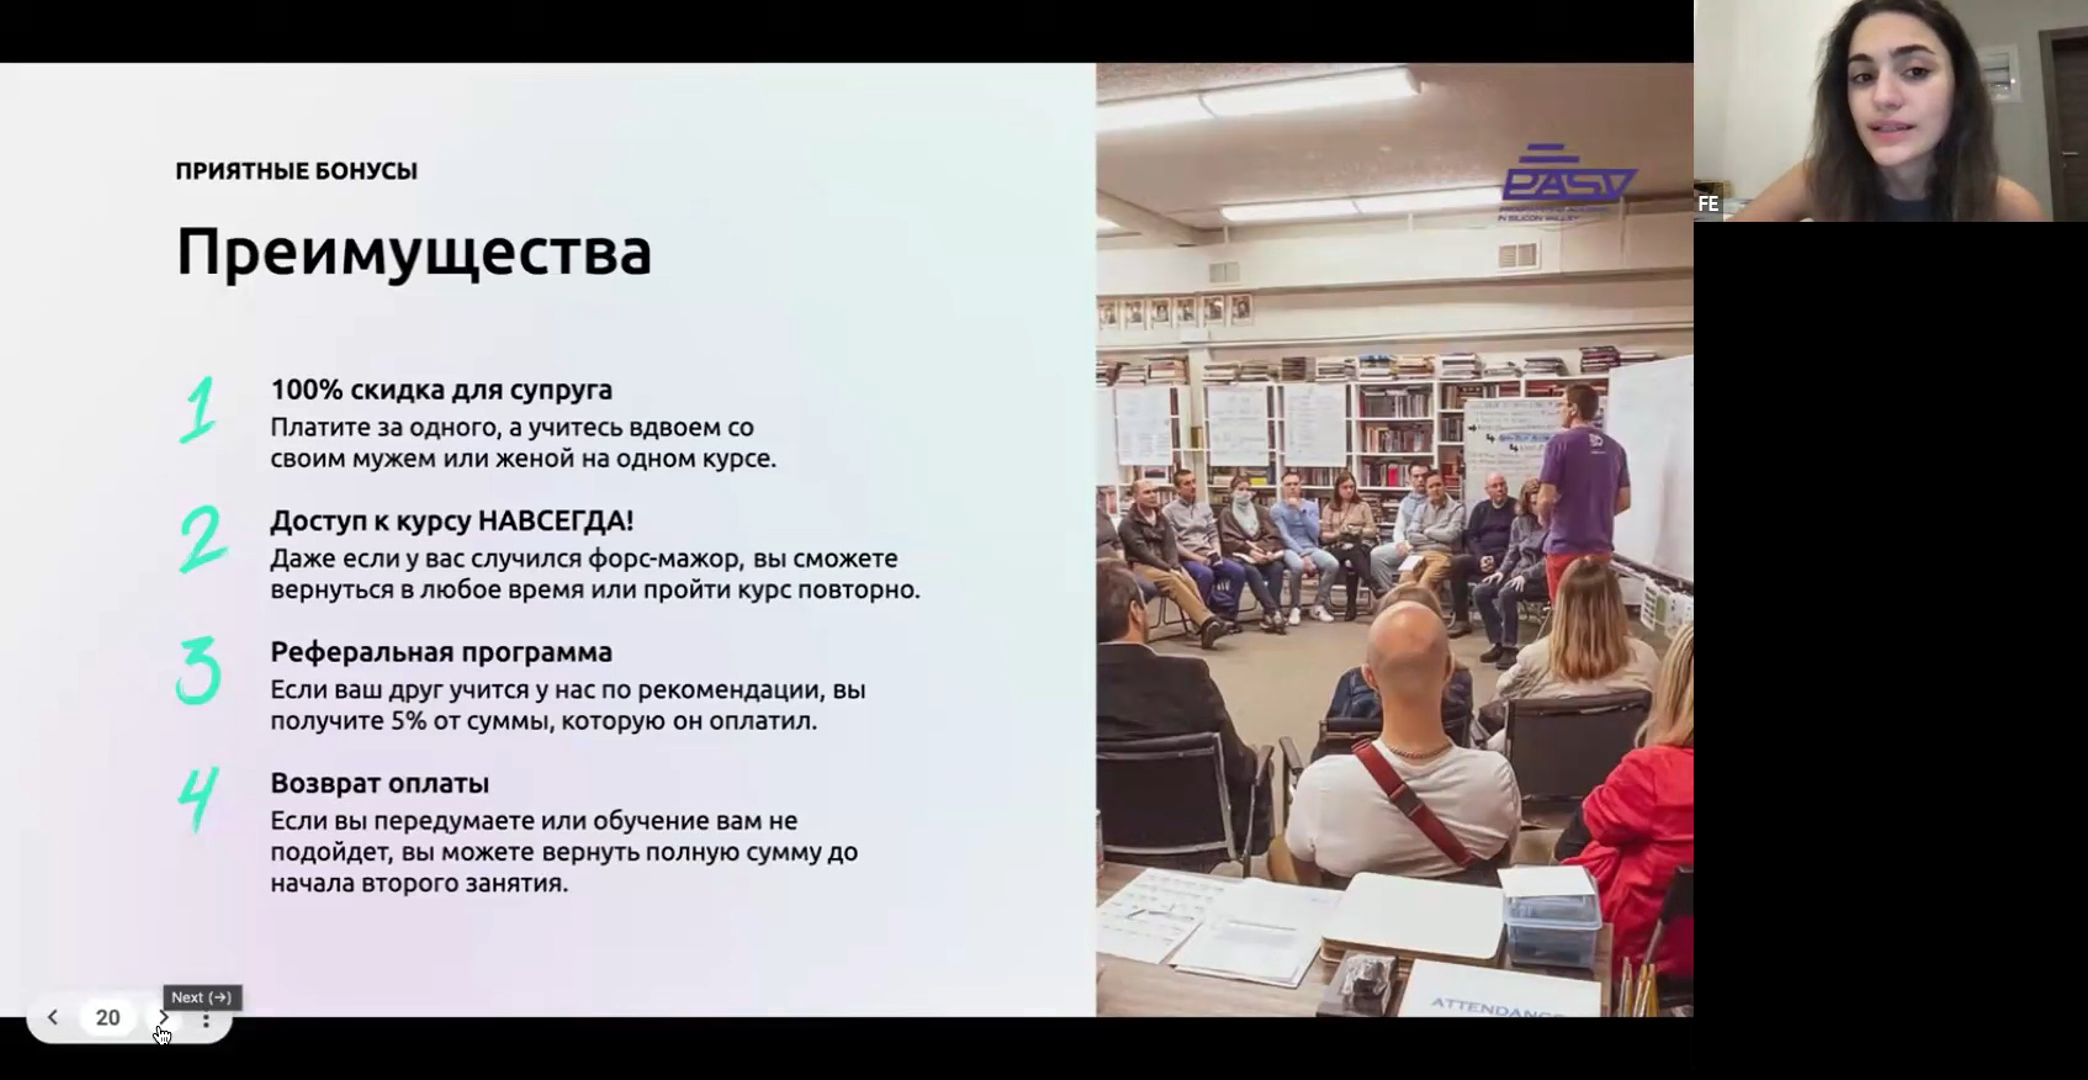 ПРИЯТНЫЕ БОНУСЫ
Преимущества
1
100% скидка для супруга
Платите за одного, а учитесь вдвоем со
своим мужем или женой на одном курсе.
2
Доступ к курсу НАВСЕГДА!
Даже если у вас случился форс-мажор, вы сможете
вернуться в любое время или пройти курс повторно.
3
Реферальная программа
Если ваш друг учится у нас по рекомендации, вы
получите 5% от суммы, которую он оплатил.
4
Возврат оплаты
Если вы передумаете или обучение вам не
подойдет, вы можете вернуть полную сумму до
начала второго занятия.
Next (→)
20
PASV
IN SILICON VALLEY
ATTENDANC
FE